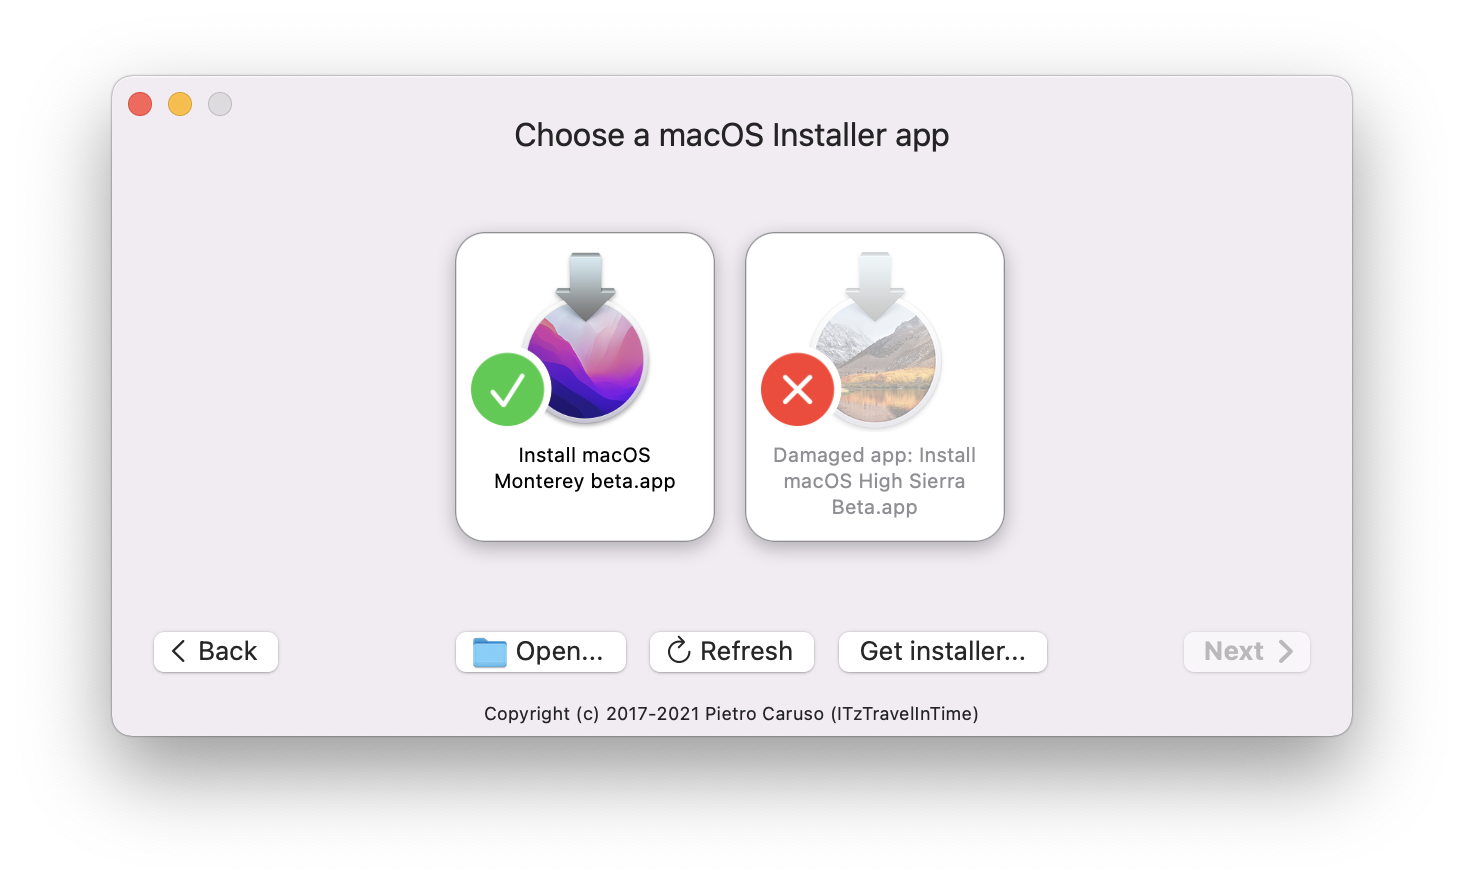 Choose a macOS Installer app
Install macOS
Monterey beta.app
Damaged app: Install
macOS High Sierra
Beta.app
Back
Open...
Refresh
Get installer...
Next
Copyright (c) 2017-2021 Pietro Caruso (ITzTravelInTime)